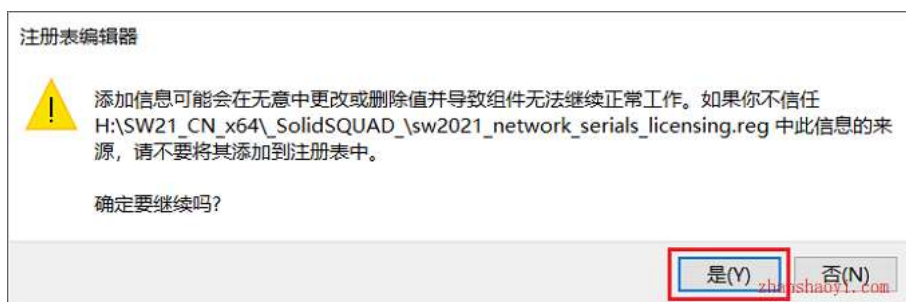 注册表编辑器
添加信息可能会在无意中更改或删除值并导致组件无法继续正常工作。如果你不信任
H:\SW21_CN_x64\_SolidSQUAD_\sw2021_network_serials_licensing.reg 中此信息的来
源，请不要将其添加到注册表中。
确定要继续吗?
是(Y) 否(N)
zhanshaoyi.com